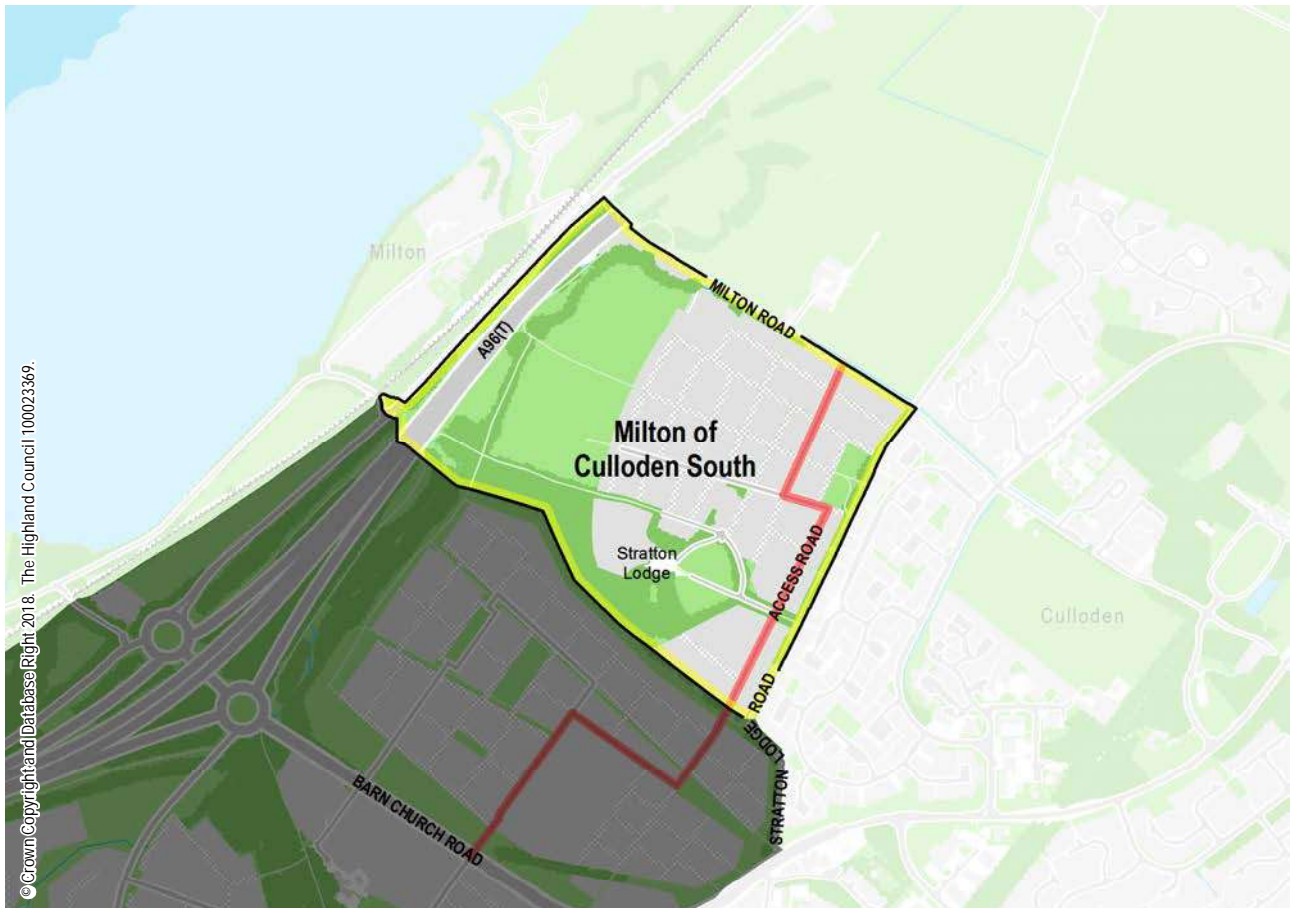 Milton
A96(T)
MILTON ROAD
Milton of
Culloden South
Stratton
Lodge
ACCESS ROAD
Culloden
ROAD
LODGE
STRATTON
BARN CHURCH ROAD
© Crown Copyright and Database Right 2018. The Highland Council 100023369.